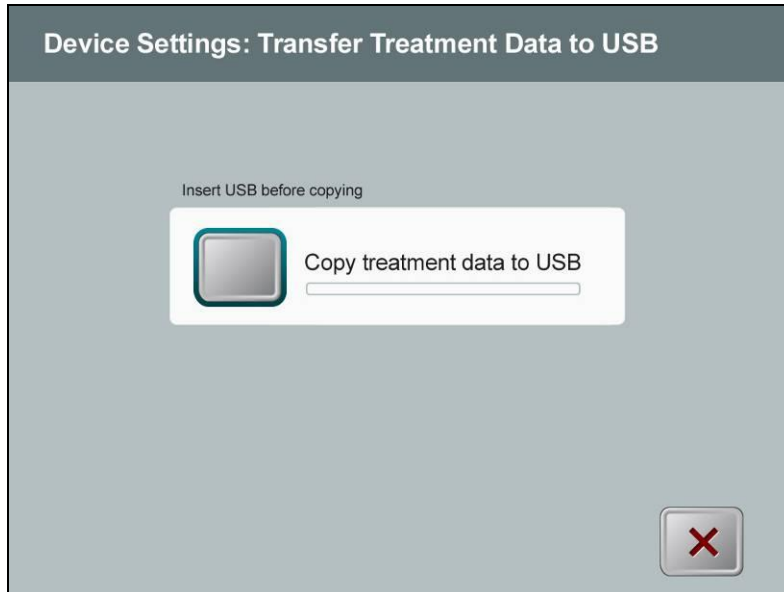 Device Settings: Transfer Treatment Data to USB
Insert USB before copying
Copy treatment data to USB